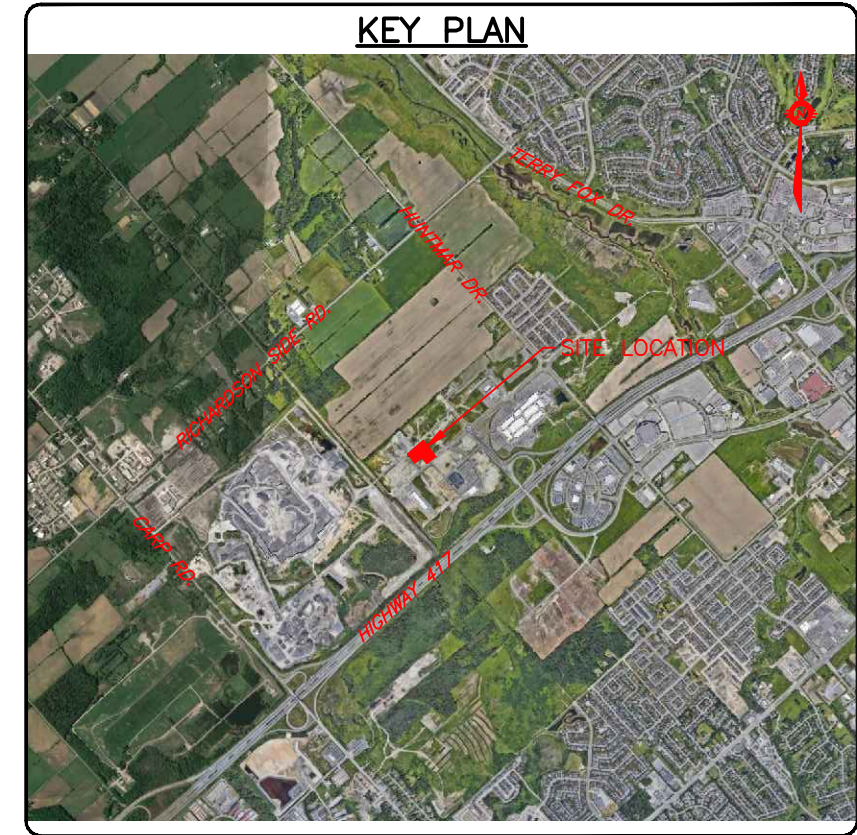 KEY PLAN
N
TERRY FOX DR.
HUNTMAR DR.
RICHARDSON SIDE RD.
SITE LOCATION
CARP RD.
HIGHWAY 417